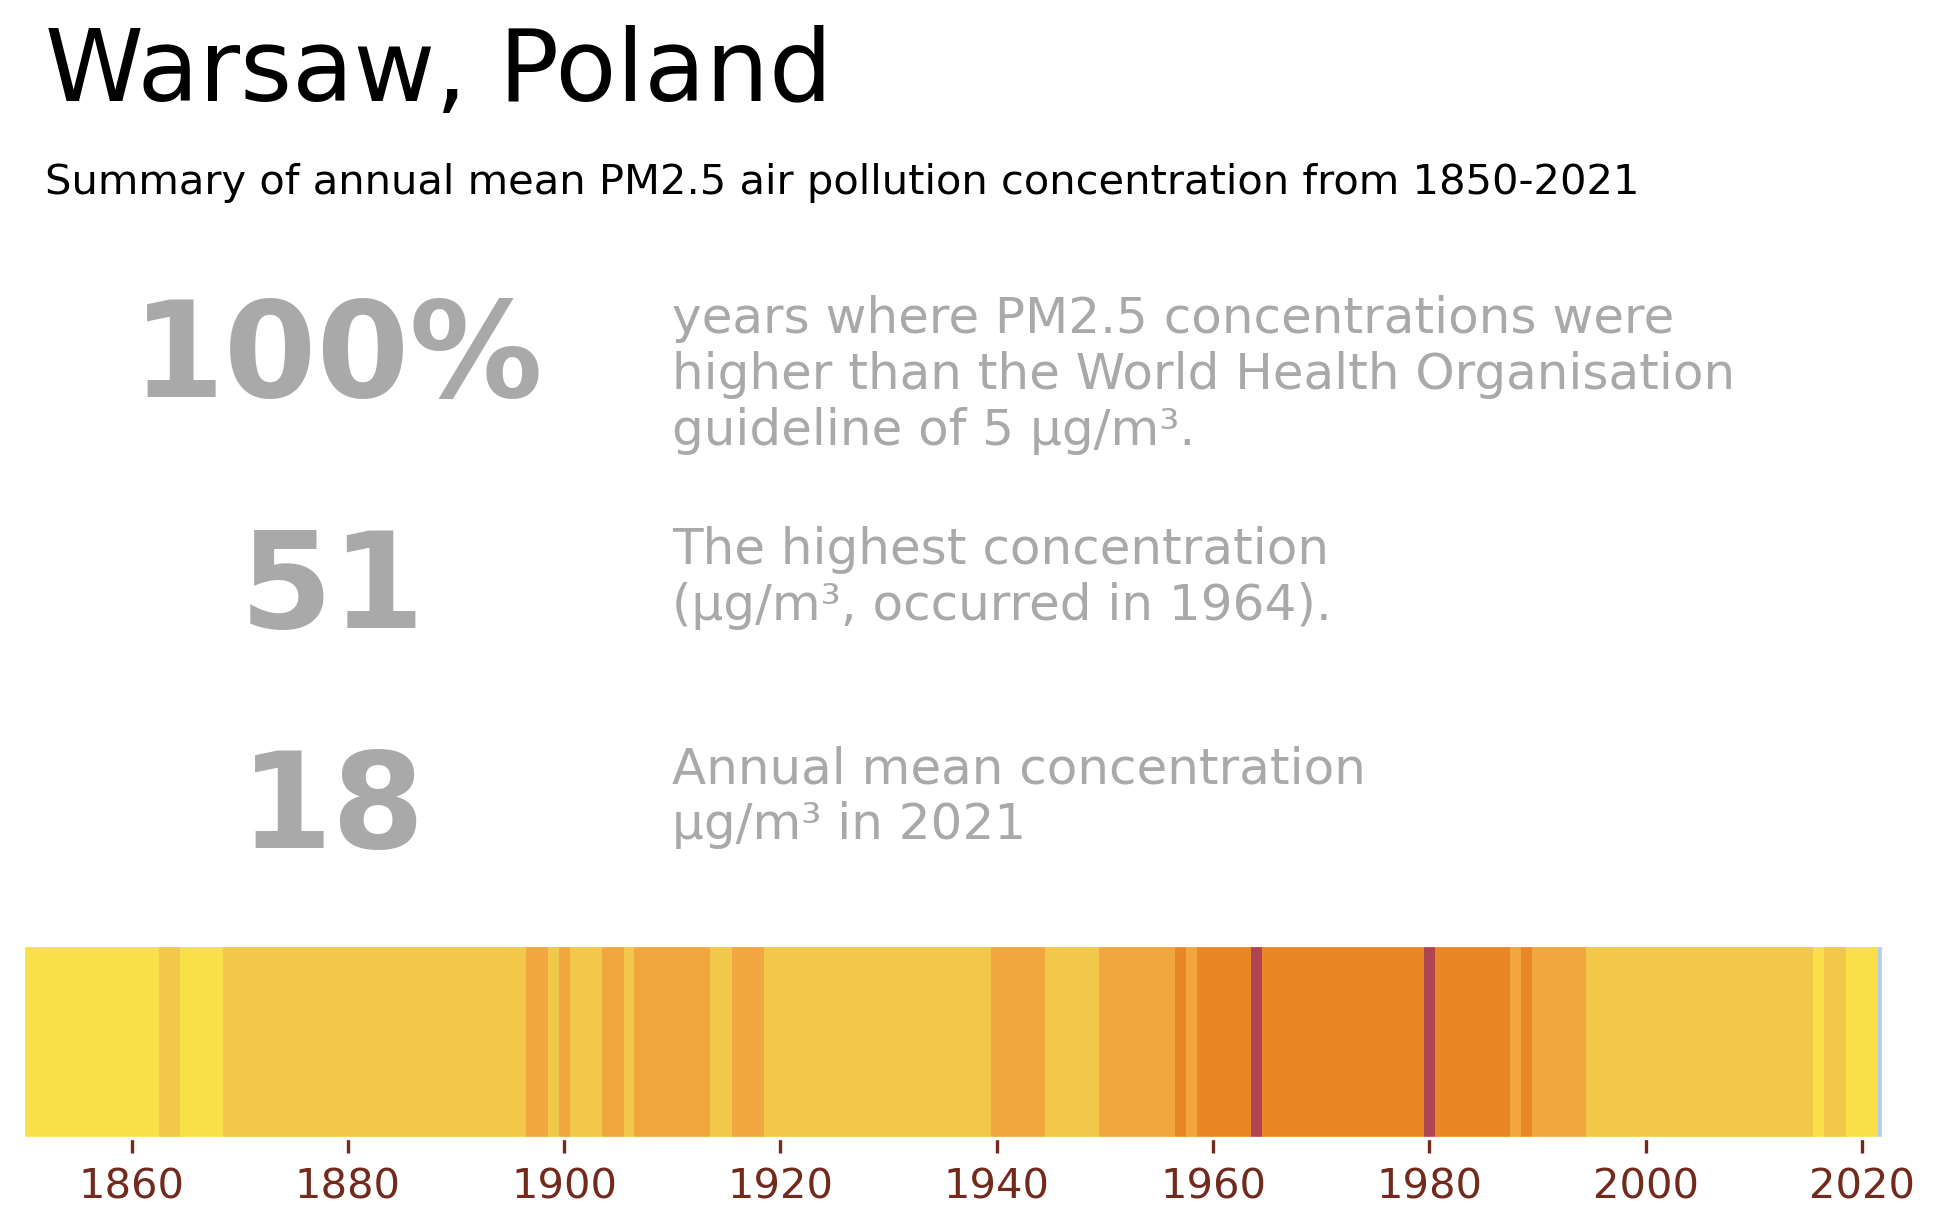 Warsaw, Poland
Summary of annual mean PM2.5 air pollution concentration from 1850-2021
100%
years where PM2.5 concentrations were
higher than the World Health Organisation
guideline of 5 µg/m³.
51
The highest concentration
(µg/m³, occurred in 1964).
18
Annual mean concentration
µg/m³ in 2021
1860 1880 1900 1920 1940 1960 1980 2000 2020